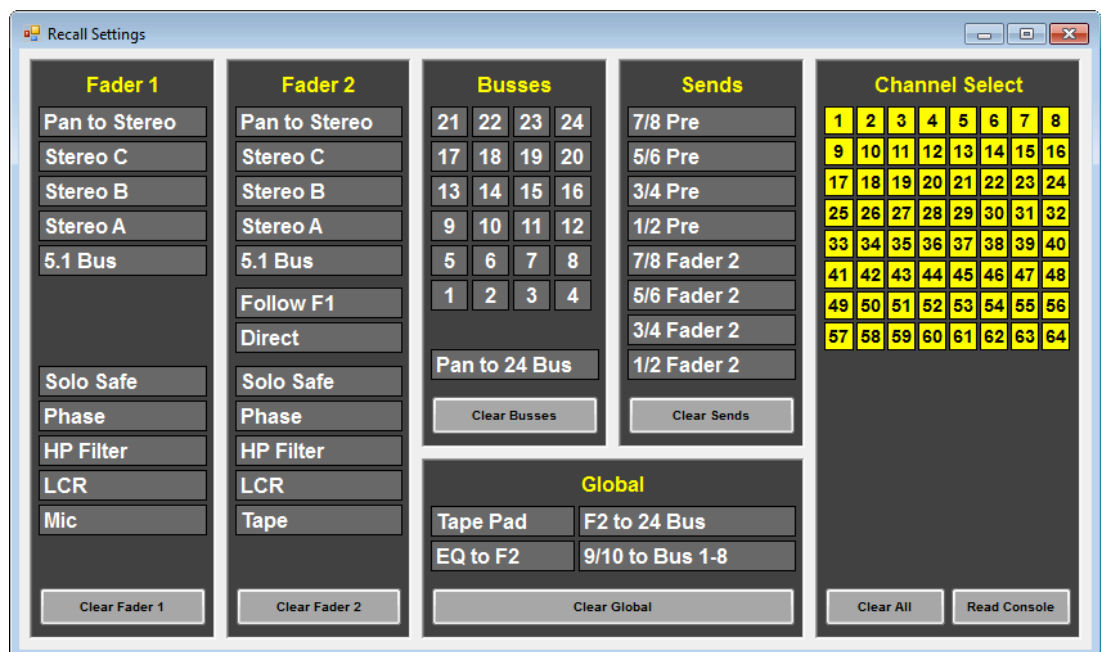 Recall Settings
Fader 1
Pan to Stereo
Stereo C
Stereo B
Stereo A
5.1 Bus
Solo Safe
Phase
HP Filter
LCR
Mic
Clear Fader 1
Fader 2
Pan to Stereo
Stereo C
Stereo B
Stereo A
5.1 Bus
Follow F1
Direct
Solo Safe
Phase
HP Filter
LCR
Tape
Clear Fader 2
Busses
21 22 23 24
17 18 19 20
13 14 15 16
9 10 11 12
5 6 7 8
1 2 3 4
Pan to 24 Bus
Clear Busses
Sends
7/8 Pre
5/6 Pre
3/4 Pre
1/2 Pre
7/8 Fader 2
5/6 Fader 2
3/4 Fader 2
1/2 Fader 2
Clear Sends
Global
Tape Pad F2 to 24 Bus
EQ to F2 9/10 to Bus 1-8
Clear Global
Channel Select
1 2 3 4 5 6 7 8
9 10 11 12 13 14 15 16
17 18 19 20 21 22 23 24
25 26 27 28 29 30 31 32
33 34 35 36 37 38 39 40
41 42 43 44 45 46 47 48
49 50 51 52 53 54 55 56
57 58 59 60 61 62 63 64
Clear All Read Console